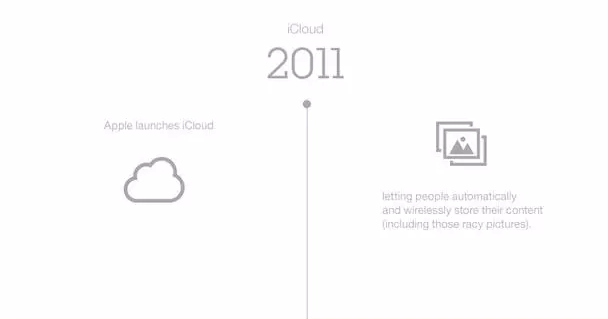 iCloud
2011
Apple launches iCloud
letting people automatically
and wirelessly store their content
(including those racy pictures).